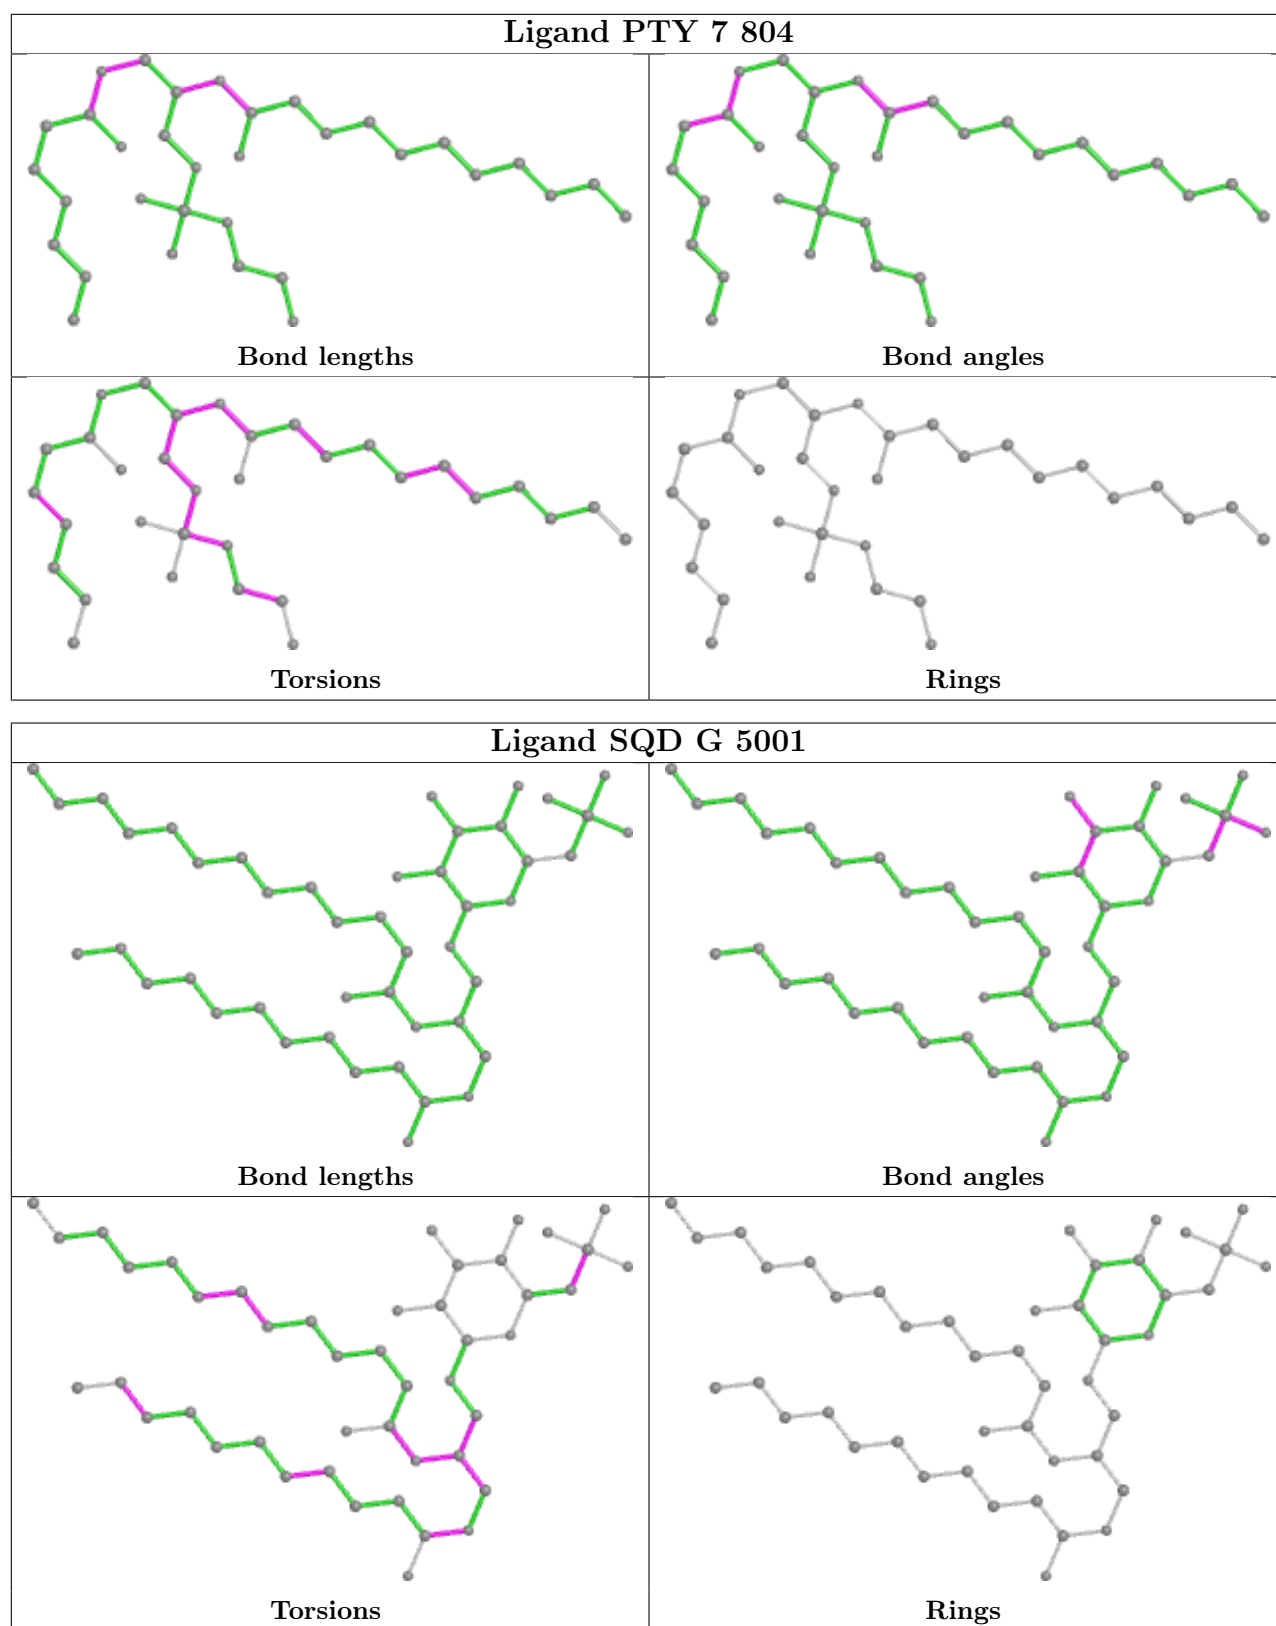 Ligand PTY 7 804
Bond lengths
Bond angles
Torsions
Rings
Ligand SQD G 5001
Bond lengths
Bond angles
Torsions
Rings